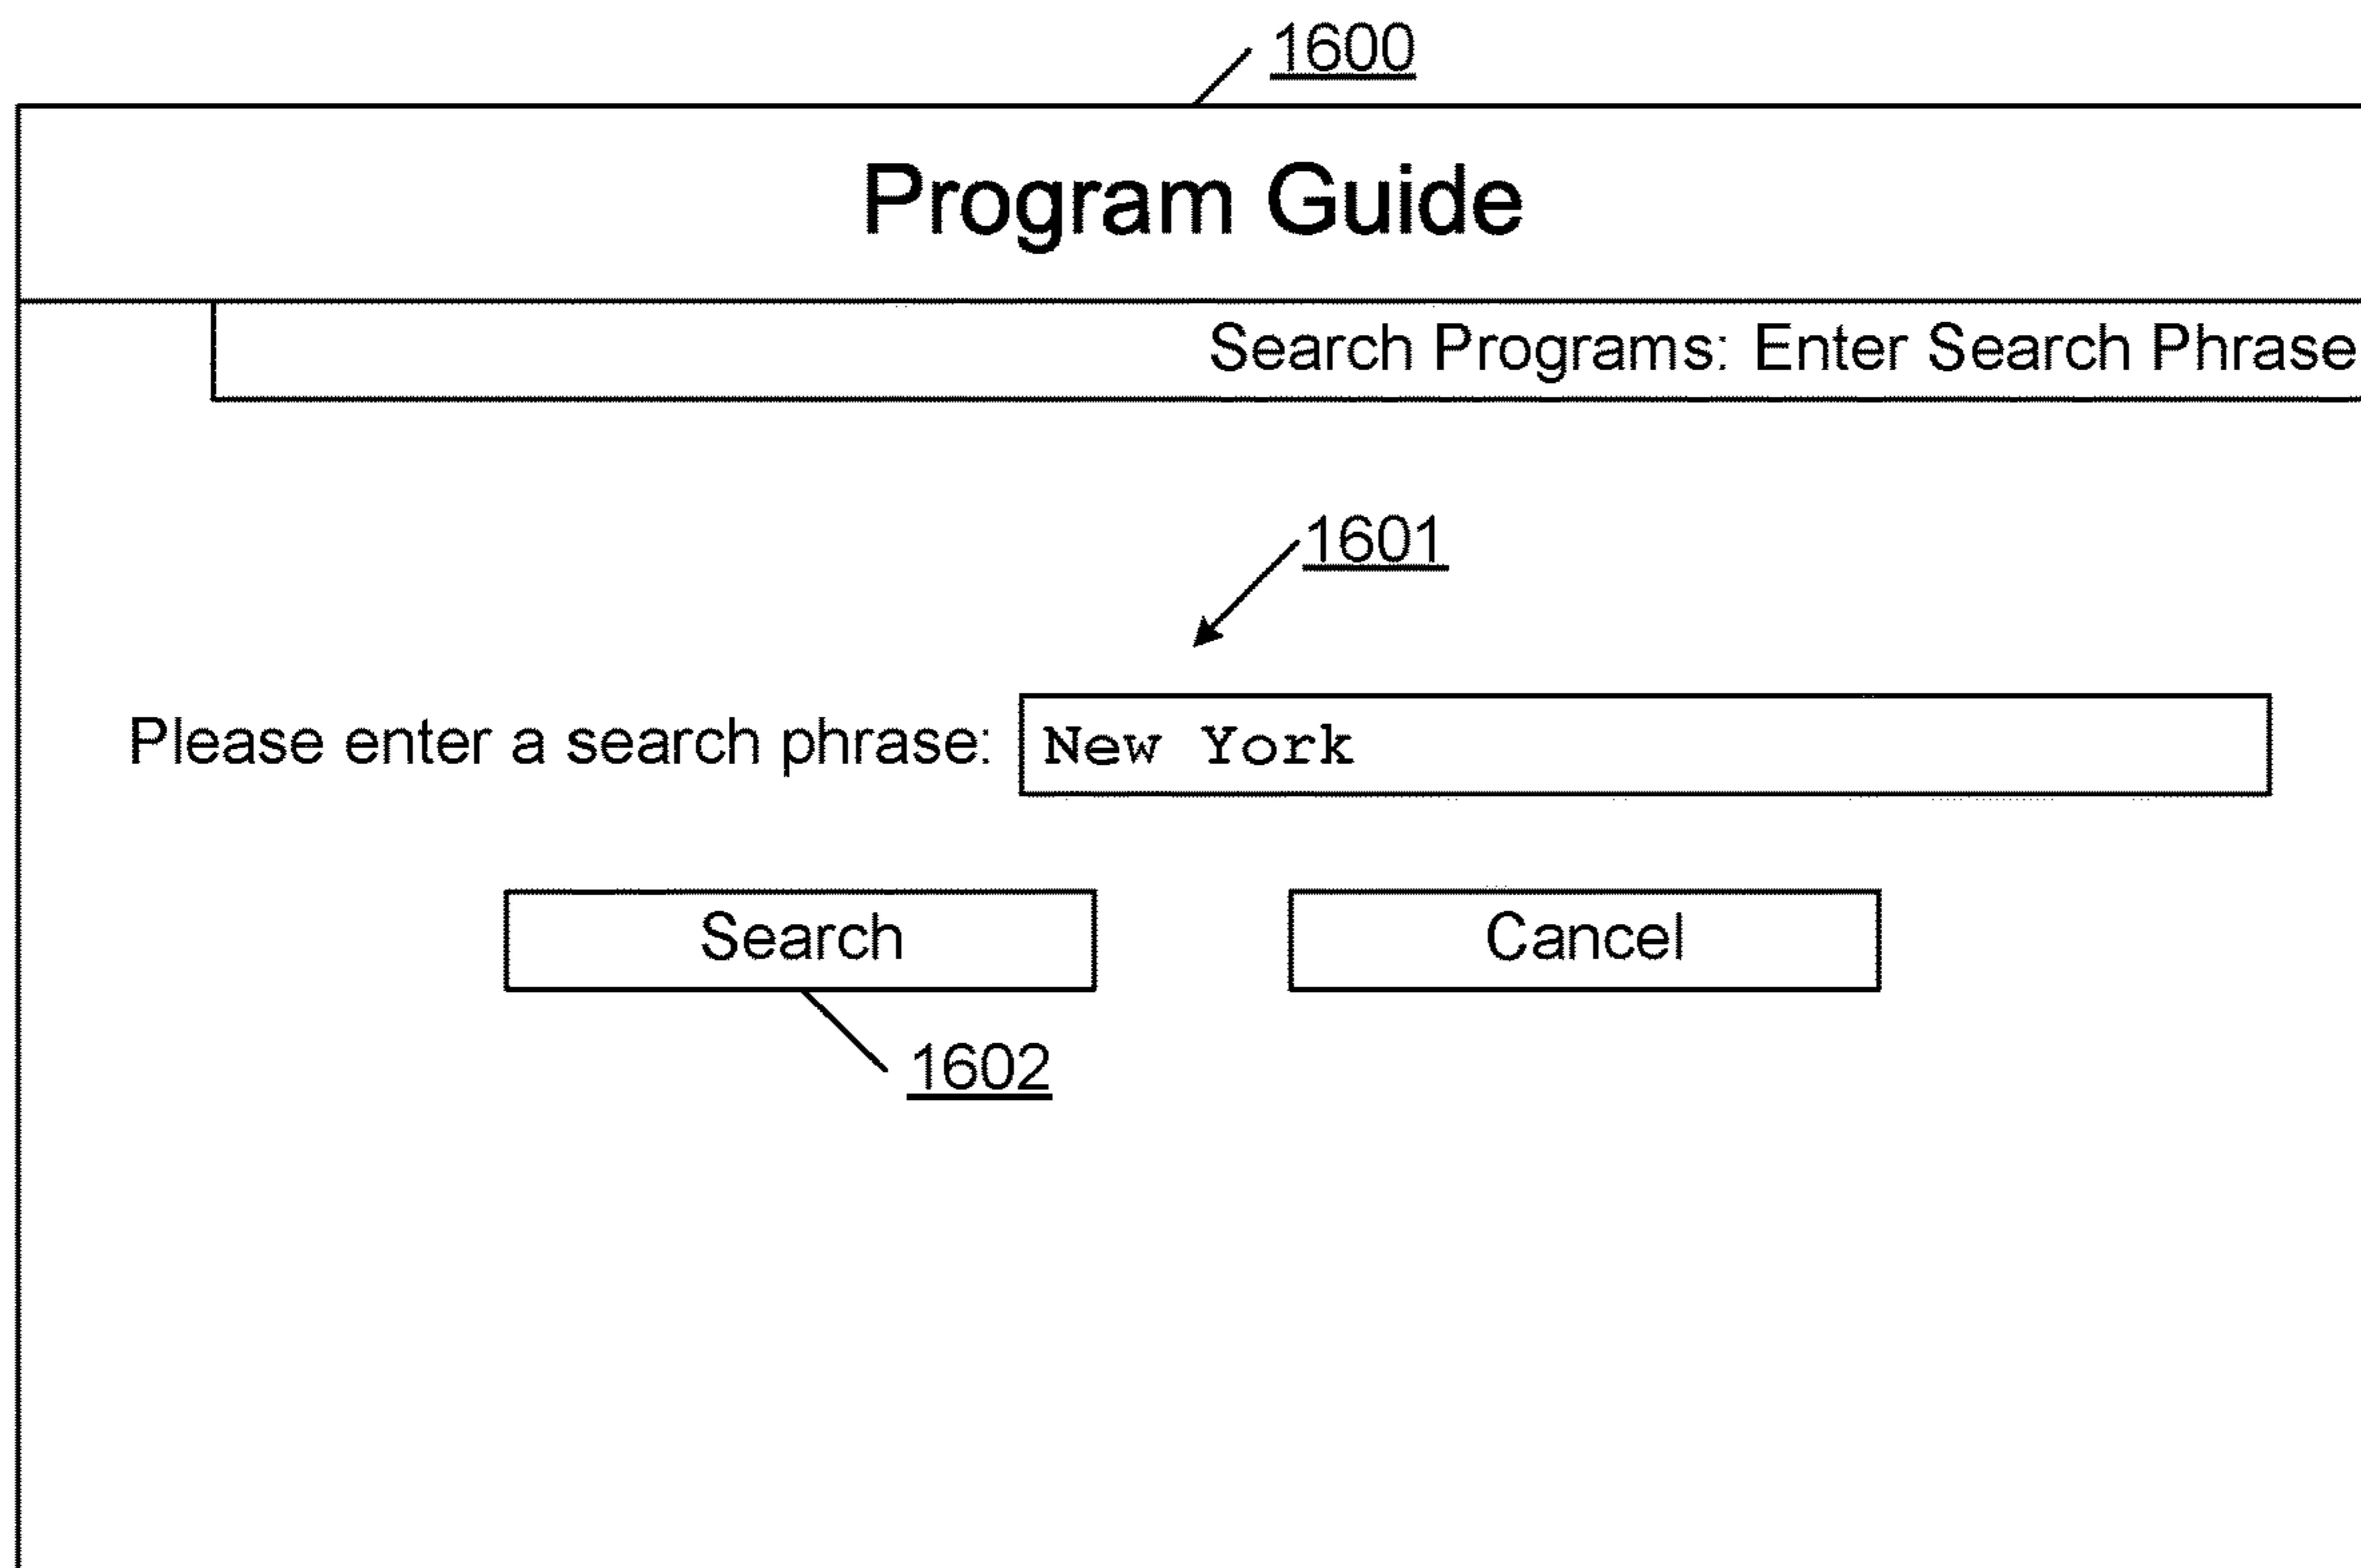 1600
Program Guide
Search Programs: Enter Search Phrase
1601
Please enter a search phrase: New York
Search Cancel
1602